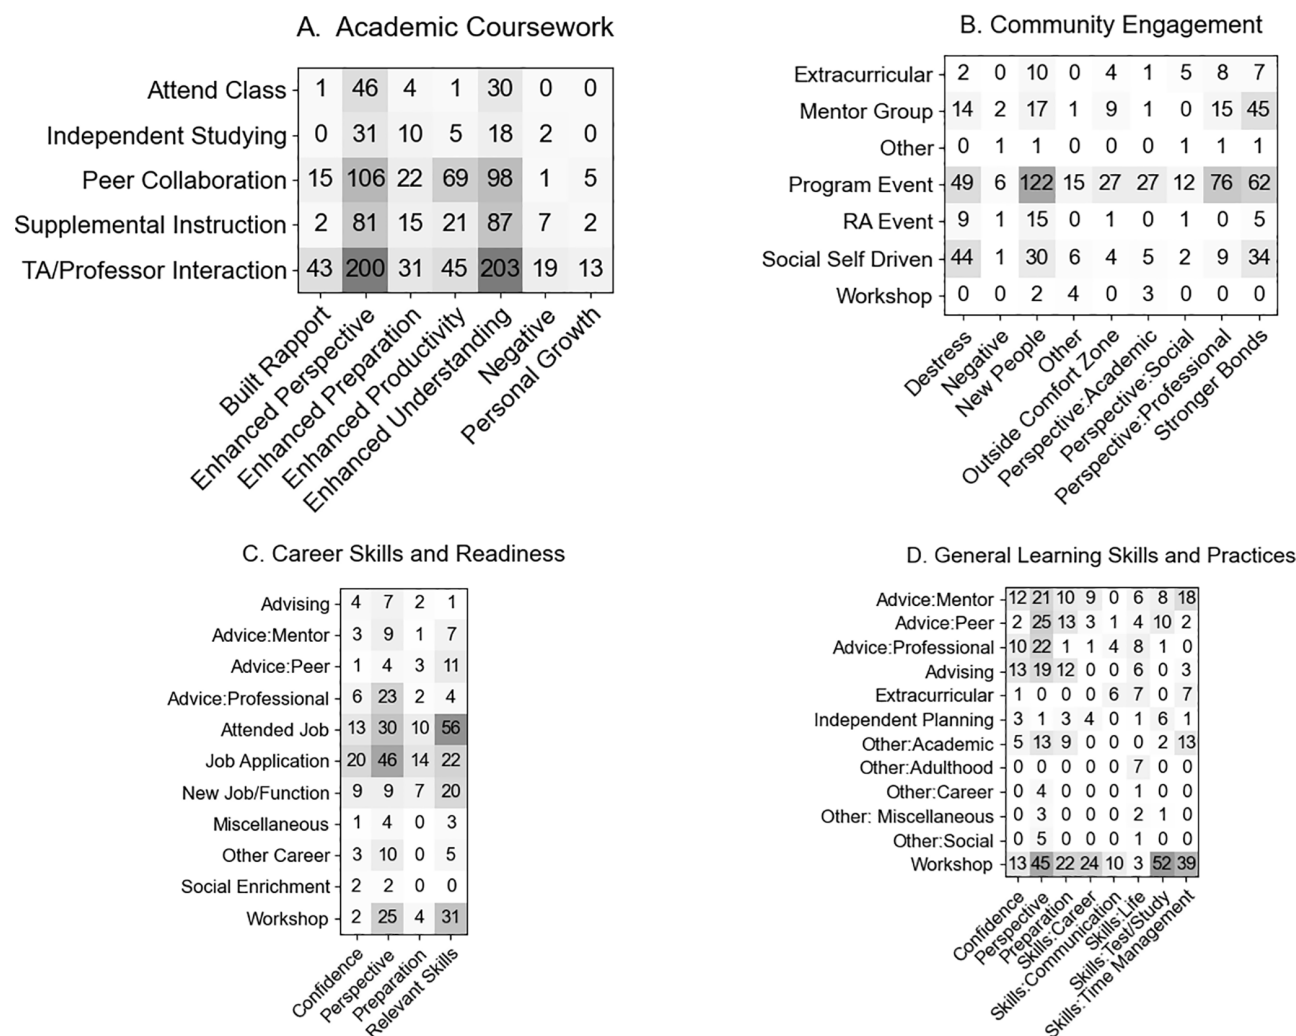 A. Academic Coursework
Attend Class 1 46 4 1 30 0 0
Independent Studying 0 31 10 5 18 2 0
Peer Collaboration 15 106 22 69 98 1 5
Supplemental Instruction 2 81 15 21 87 7 2
TA/Professor Interaction 43 200 31 45 203 19 13
Built Rapport
Enhanced Perspective
Enhanced Preparation
Enhanced Productivity
Enhanced Understanding
Negative
Personal Growth
B. Community Engagement
Extracurricular 2 0 10 0 4 1 5 8 7
Mentor Group 14 2 17 1 9 1 0 15 45
Other 0 1 1 0 0 0 1 1 1
Program Event 49 6 122 15 27 27 12 76 62
RA Event 9 1 15 0 1 0 1 0 5
Social Self Driven 44 1 30 6 4 5 2 9 34
Workshop 0 0 2 4 0 3 0 0 0
Destress
Negative
New People
Other
Outside Comfort Zone
Perspective:Academic
Perspective:Social
Perspective:Professional
Stronger Bonds
C. Career Skills and Readiness
Advising 4 7 2 1
Advice:Mentor 3 9 1 7
Advice:Peer 1 4 3 11
Advice:Professional 6 23 2 4
Attended Job 13 30 10 56
Job Application 20 46 14 22
New Job/Function 9 9 7 20
Miscellaneous 1 4 0 3
Other Career 3 10 0 5
Social Enrichment 2 2 0 0
Workshop 2 25 4 31
Confidence
Perspective
Preparation
Relevant Skills
D. General Learning Skills and Practices
Advice:Mentor 12 21 10 9 0 6 8 18
Advice:Peer 2 25 13 3 1 4 10 2
Advice:Professional 10 22 1 1 4 8 1 0
Advising 13 19 12 0 0 6 0 3
Extracurricular 1 0 0 0 6 7 0 7
Independent Planning 3 1 3 4 0 1 6 1
Other:Academic 5 13 9 0 0 0 2 13
Other:Adulthood 0 0 0 0 0 7 0 0
Other:Career 0 4 0 0 0 1 0 0
Other: Miscellaneous 0 3 0 0 0 2 1 0
Other:Social 0 5 0 0 0 1 0 0
Workshop 13 45 22 24 10 3 52 39
Confidence
Perspective
Preparation
Skills:Career
Skills:Communication
Skills:Life
Skills:Test/Study
Skills:Time Management